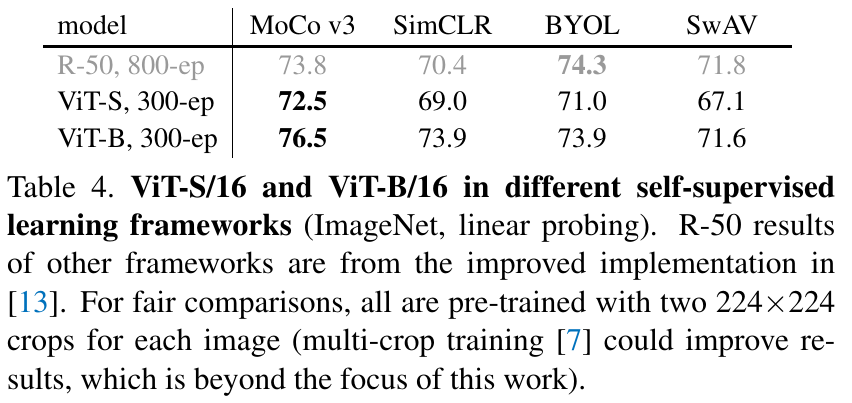 model MoCo v3 SimCLR BYOL SwAV
R-50, 800-ep 73.8 70.4 74.3 71.8
ViT-S, 300-ep 72.5 69.0 71.0 67.1
ViT-B, 300-ep 76.5 73.9 73.9 71.6
Table 4. ViT-S/16 and ViT-B/16 in different self-supervised
learning frameworks (ImageNet, linear probing). R-50 results
of other frameworks are from the improved implementation in
[13]. For fair comparisons, all are pre-trained with two 224×224
crops for each image (multi-crop training [7] could improve re-
sults, which is beyond the focus of this work).